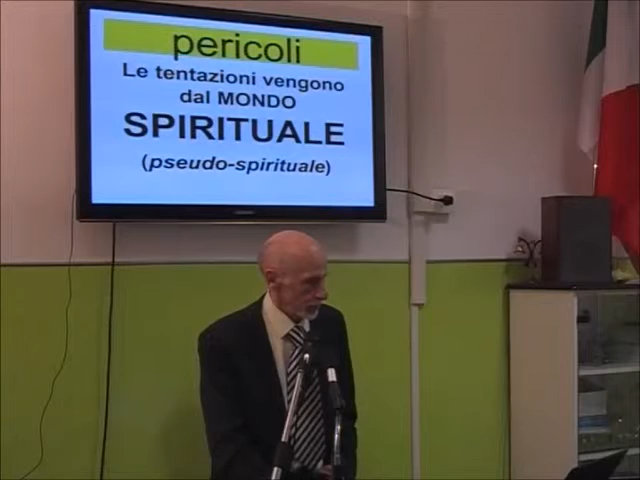 pericoli
Le tentazioni vengono
dal MONDO
SPIRITUALE
(pseudo-spirituale)